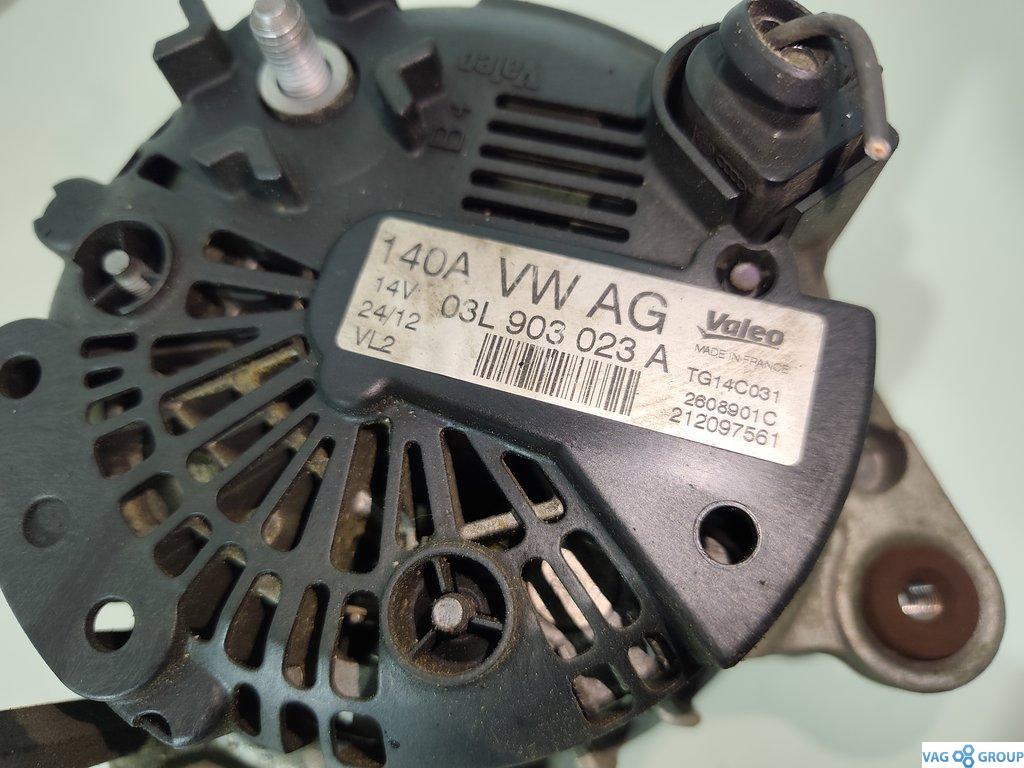 Valeo
B+
140A VW AG
14V 03L 903 023 A
24/12
VL2
Valeo
MADE IN FRANCE
TG14C031
2608901C
212097561
VAG GROUP